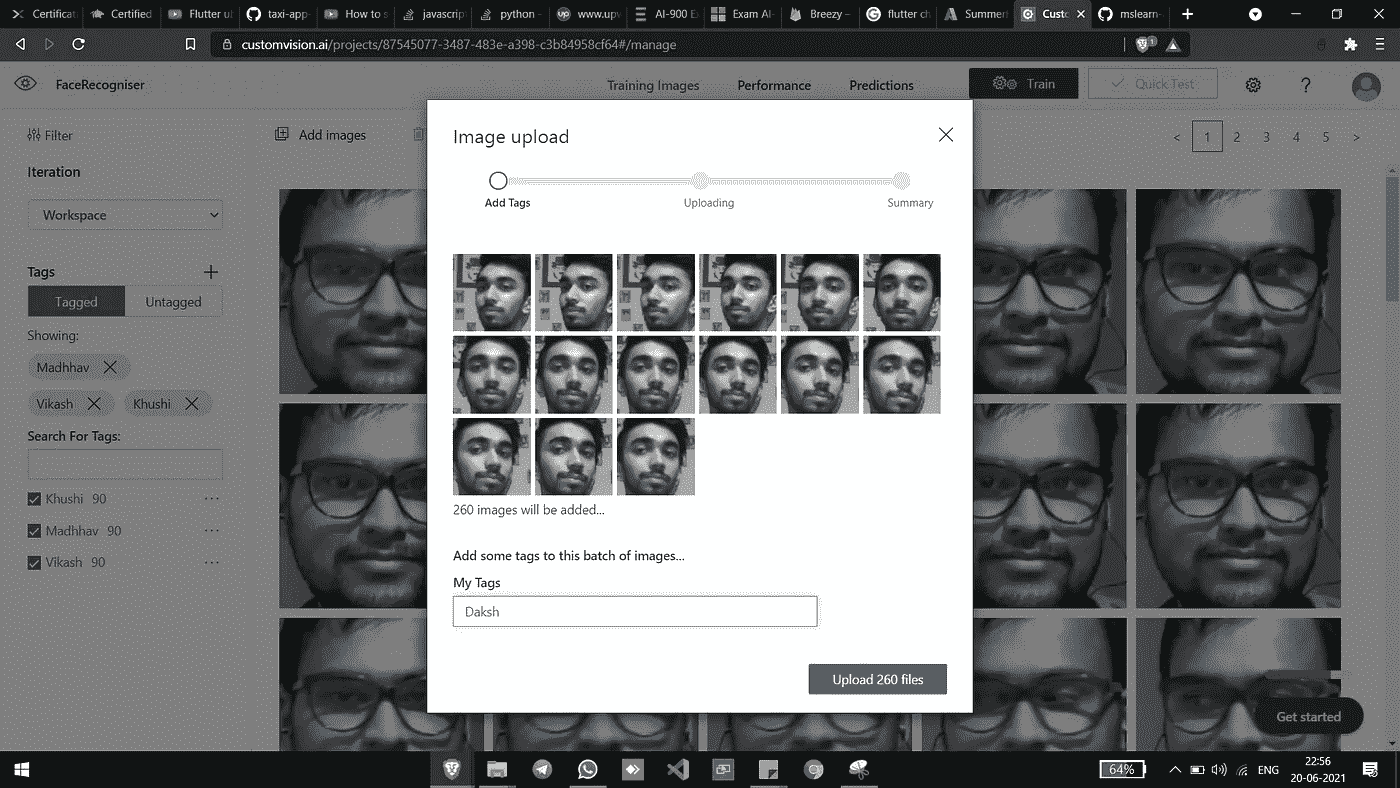 Certificat
Certified
Flutter ul
taxi-app-
How to s
javascrip
python -
www.upv
AI-900 E
Exam AI-
Breezy –
flutter ch
Summer
Custo
mslearn-
customvision.ai/projects/87545077-3487-483e-a398-c3b84958cf64#/manage
FaceRecogniser
Training Images
Performance
Predictions
Train
Quick Test
Filter
Add images
< 1 2 3 4 5 >
Iteration
Workspace
Tags
Tagged
Untagged
Showing:
Madhhav
Vikash
Khushi
Search For Tags:
Khushi 90
Madhhav 90
Vikash 90
Image upload
Add Tags
Uploading
Summary
260 images will be added...
Add some tags to this batch of images...
My Tags
Daksh
Upload 260 files
Get started
64%
ENG
22:56
20-06-2021